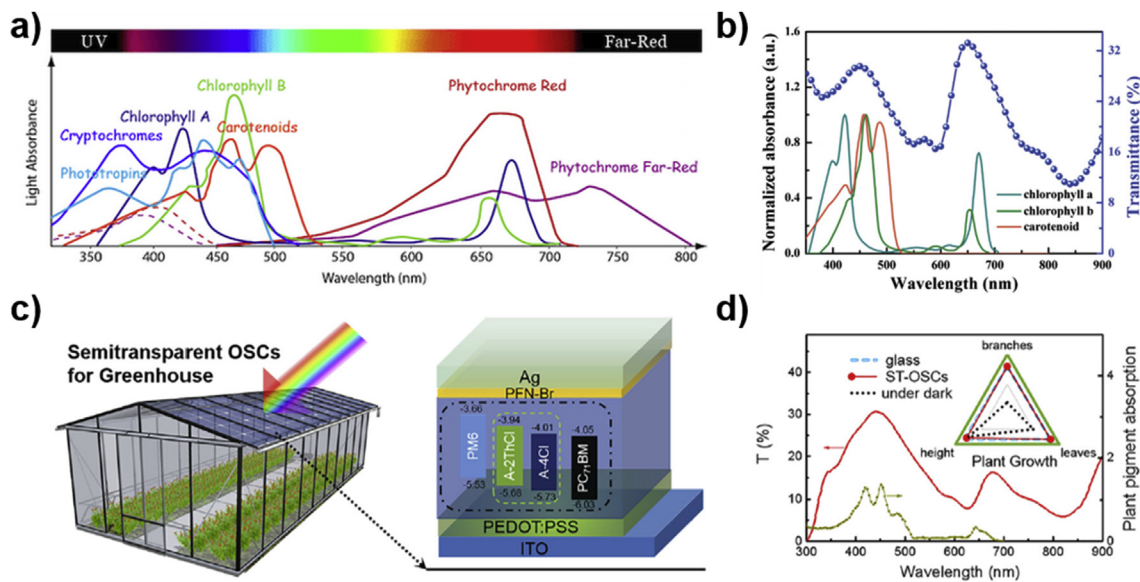 a)
UV
Far-Red
Light Absorbance
Chlorophyll B
Chlorophyll A
Cryptochromes
Carotenoids
Phototropins
Phytochrome Red
Phytochrome Far-Red
350 400 450 500 550 600 650 700 750 800
Wavelength (nm)
b)
Normalized absorbance (a.u.)
1.6
1.2
0.8
0.4
0.0
chlorophyll a
chlorophyll b
carotenoid
400 500 600 700 800 900
Wavelength (nm)
32
24
16
8
0
Transmittance (%)
c)
Semitransparent OSCs
for Greenhouse
Ag
PFN-Br
-3.66
PM6
-5.53
-3.94
A-2ThCl
-5.68
-4.01
A-4Cl
-5.73
-4.05
PC71BM
-6.03
PEDOT:PSS
ITO
d)
T (%)
40
30
20
10
0
glass
ST-OSCs
under dark
branches
height
leaves
Plant Growth
300 400 500 600 700 800 900
Wavelength (nm)
4
2
1
0
Plant pigment absorption